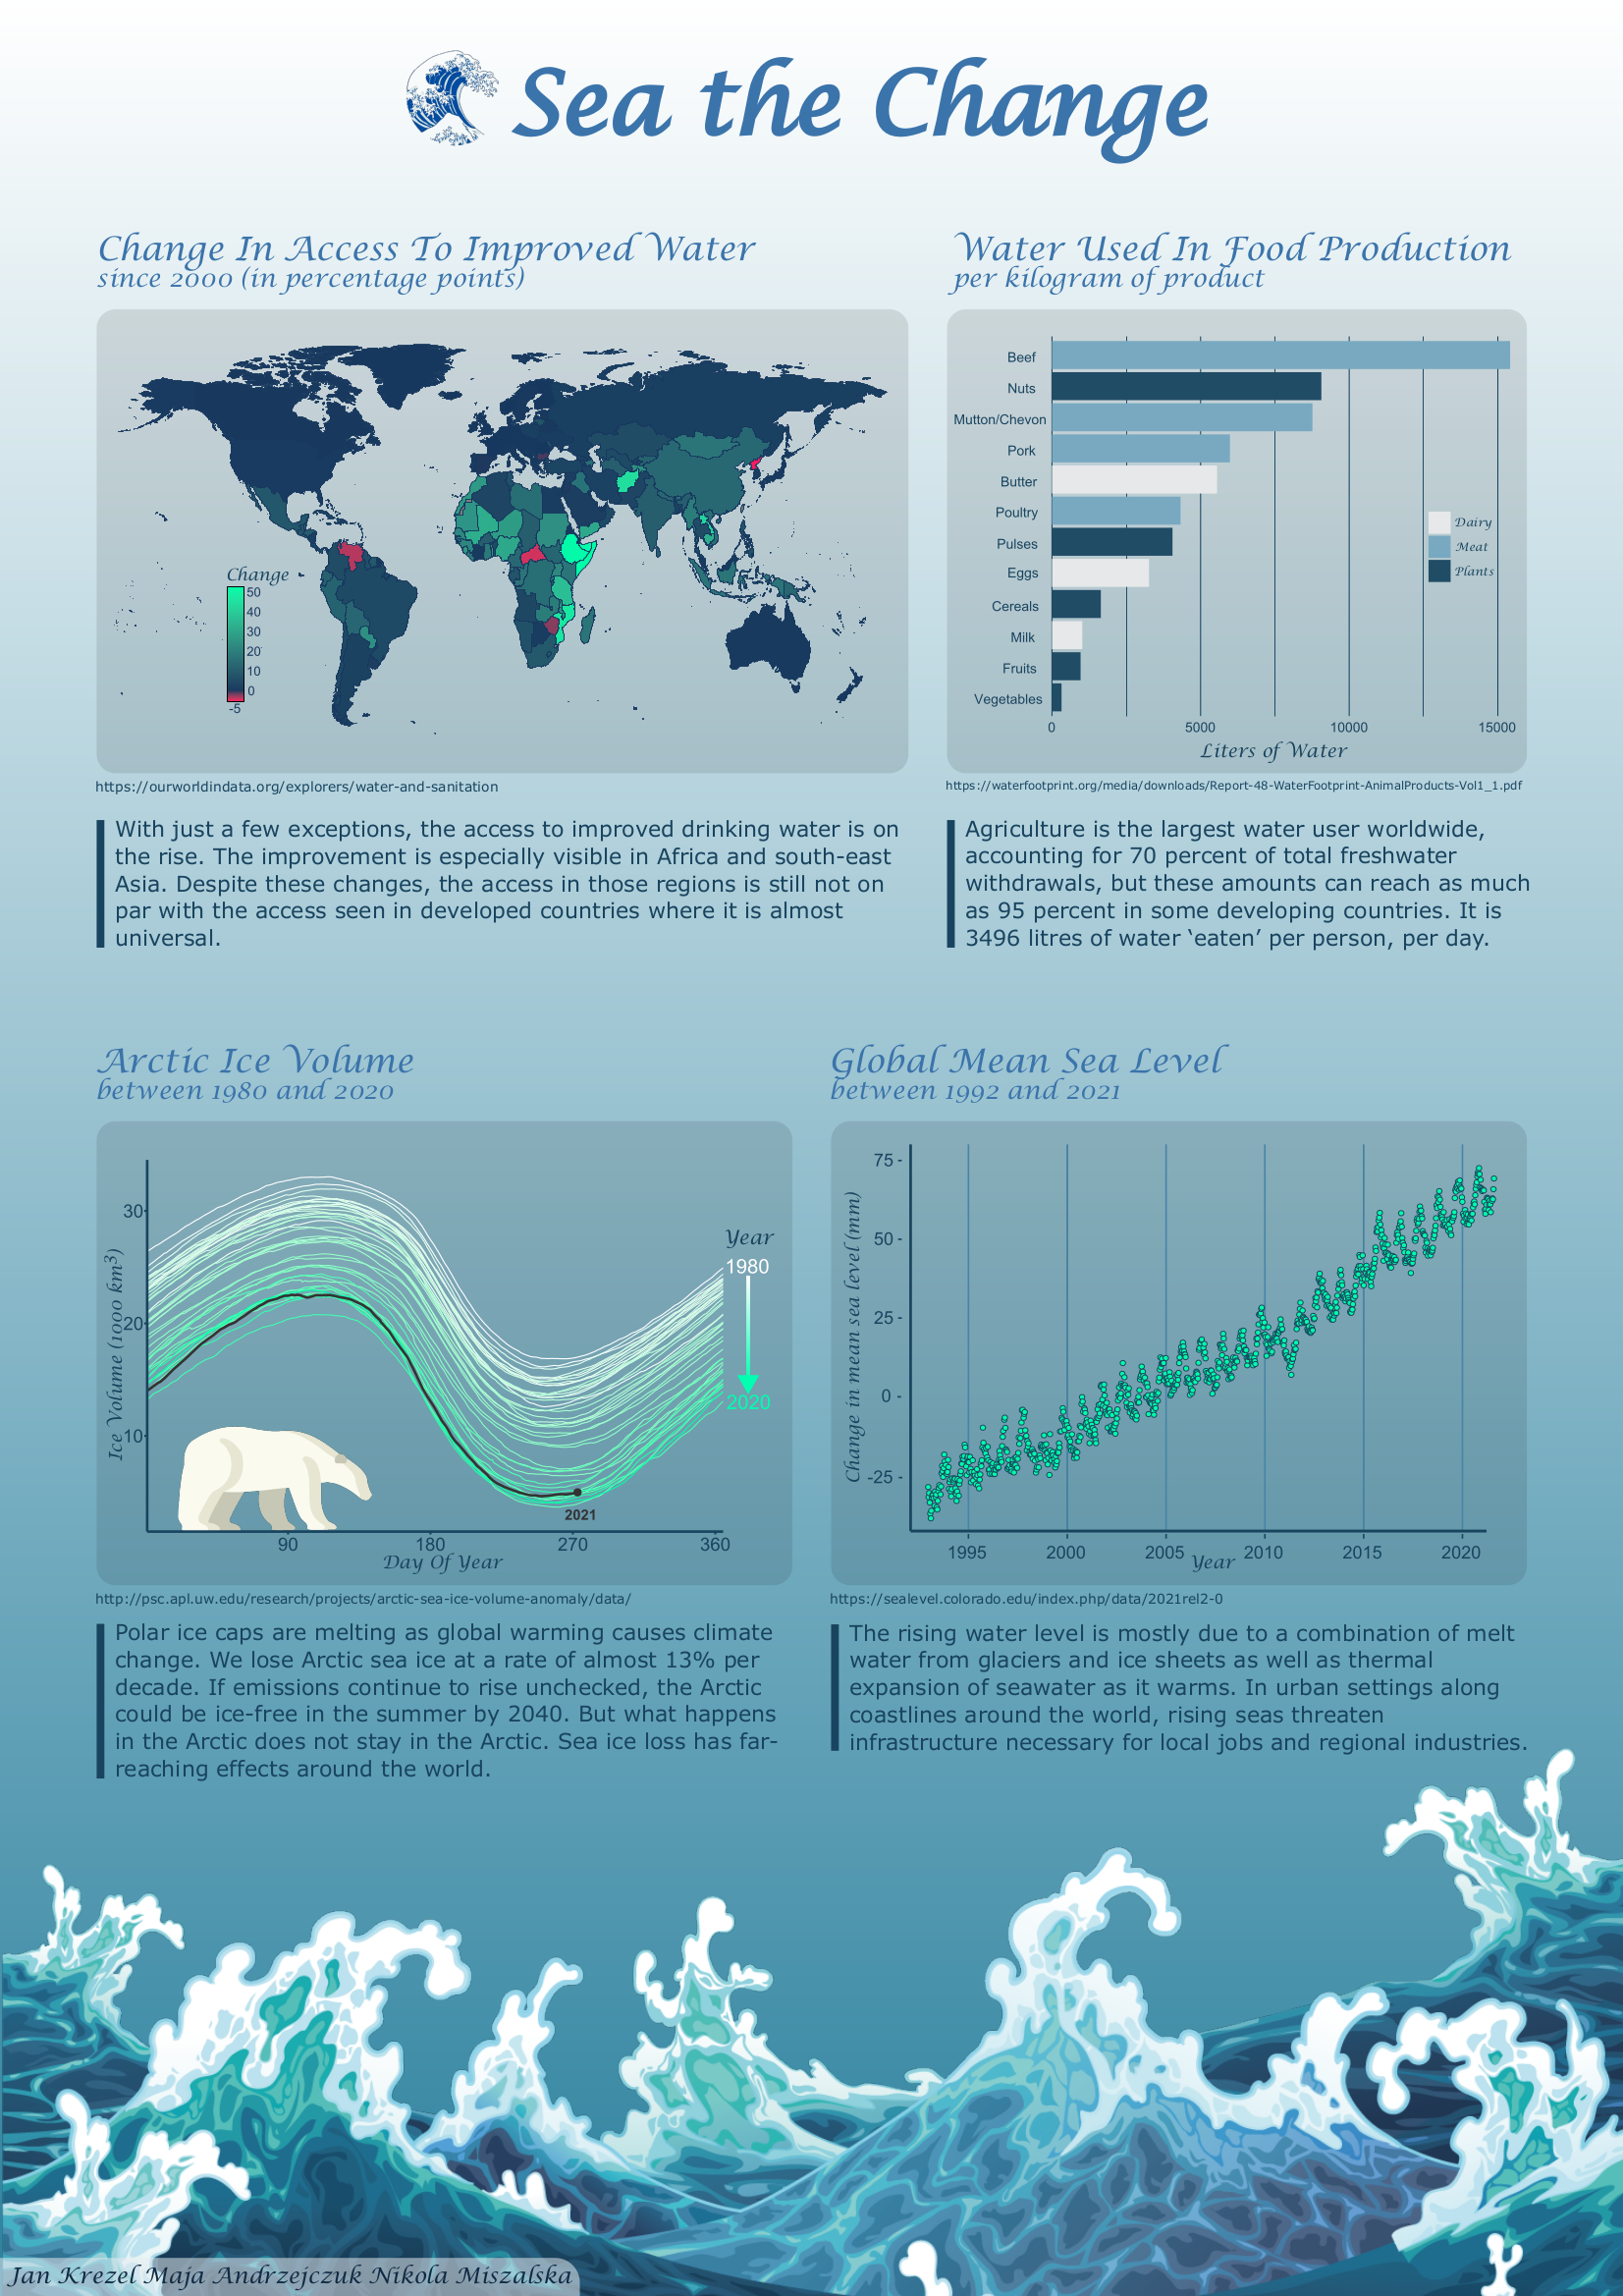 Sea the Change
Change In Access To Improved Water
since 2000 (in percentage points)
Change
50
40
30
20
10
0
-5
https://ourworldindata.org/explorers/water-and-sanitation
With just a few exceptions, the access to improved drinking water is on
the rise. The improvement is especially visible in Africa and south-east
Asia. Despite these changes, the access in those regions is still not on
par with the access seen in developed countries where it is almost
universal.
Water Used In Food Production
per kilogram of product
Beef
Nuts
Mutton/Chevon
Pork
Butter
Poultry
Pulses
Eggs
Cereals
Milk
Fruits
Vegetables
Dairy
Meat
Plants
0 5000 10000 15000
Liters of Water
https://waterfootprint.org/media/downloads/Report-48-WaterFootprint-AnimalProducts-Vol1_1.pdf
Agriculture is the largest water user worldwide,
accounting for 70 percent of total freshwater
withdrawals, but these amounts can reach as much
as 95 percent in some developing countries. It is
3496 litres of water ‘eaten’ per person, per day.
Arctic Ice Volume
between 1980 and 2020
Ice Volume (1000 km³)
30
20
10
Year
1980
2020
2021
90 180 270 360
Day Of Year
http://psc.apl.uw.edu/research/projects/arctic-sea-ice-volume-anomaly/data/
Polar ice caps are melting as global warming causes climate
change. We lose Arctic sea ice at a rate of almost 13% per
decade. If emissions continue to rise unchecked, the Arctic
could be ice-free in the summer by 2040. But what happens
in the Arctic does not stay in the Arctic. Sea ice loss has far-
reaching effects around the world.
Global Mean Sea Level
between 1992 and 2021
Change in mean sea level (mm)
75
50
25
0
-25
1995 2000 2005 2010 2015 2020
Year
https://sealevel.colorado.edu/index.php/data/2021rel2-0
The rising water level is mostly due to a combination of melt
water from glaciers and ice sheets as well as thermal
expansion of seawater as it warms. In urban settings along
coastlines around the world, rising seas threaten
infrastructure necessary for local jobs and regional industries.
Jan Krezel Maja Andrzejczuk Nikola Miszalska